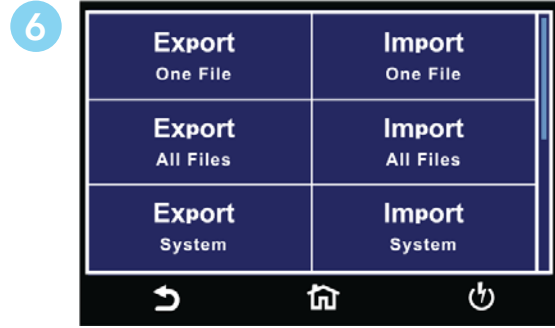 6
Export Import
One File One File
Export Import
All Files All Files
Export Import
System System